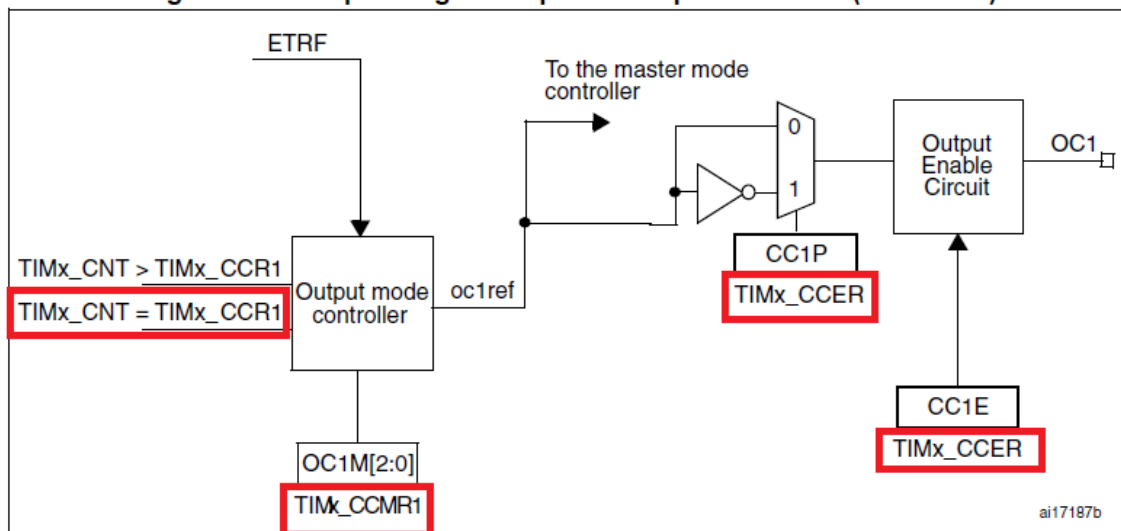 ETRF
To the master mode
controller
0
1
Output
Enable
Circuit
OC1
CC1P
TIMx_CCER
TIMx_CNT > TIMx_CCR1
TIMx_CNT = TIMx_CCR1
Output mode
controller
oc1ref
CC1E
TIMx_CCER
OC1M[2:0]
TIMx_CCMR1
ai17187b